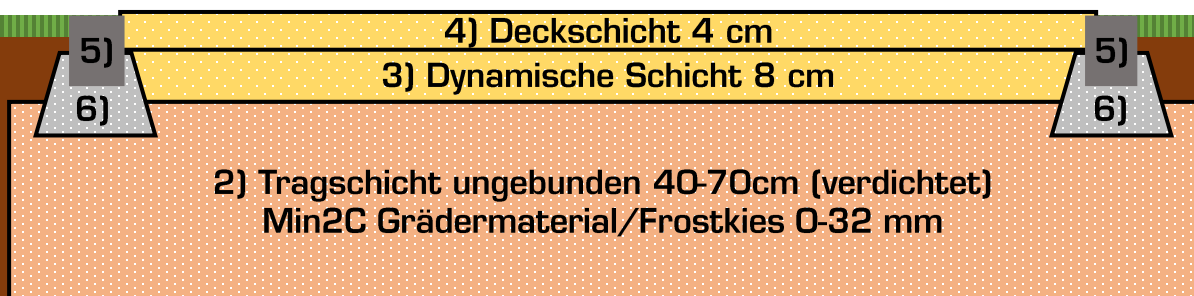 4) Deckschicht 4 cm
5)
5)
3) Dynamische Schicht 8 cm
6)
6)
2) Tragschicht ungebunden 40-70cm (verdichtet)
Min2C Grädermaterial/Frostkies 0-32 mm